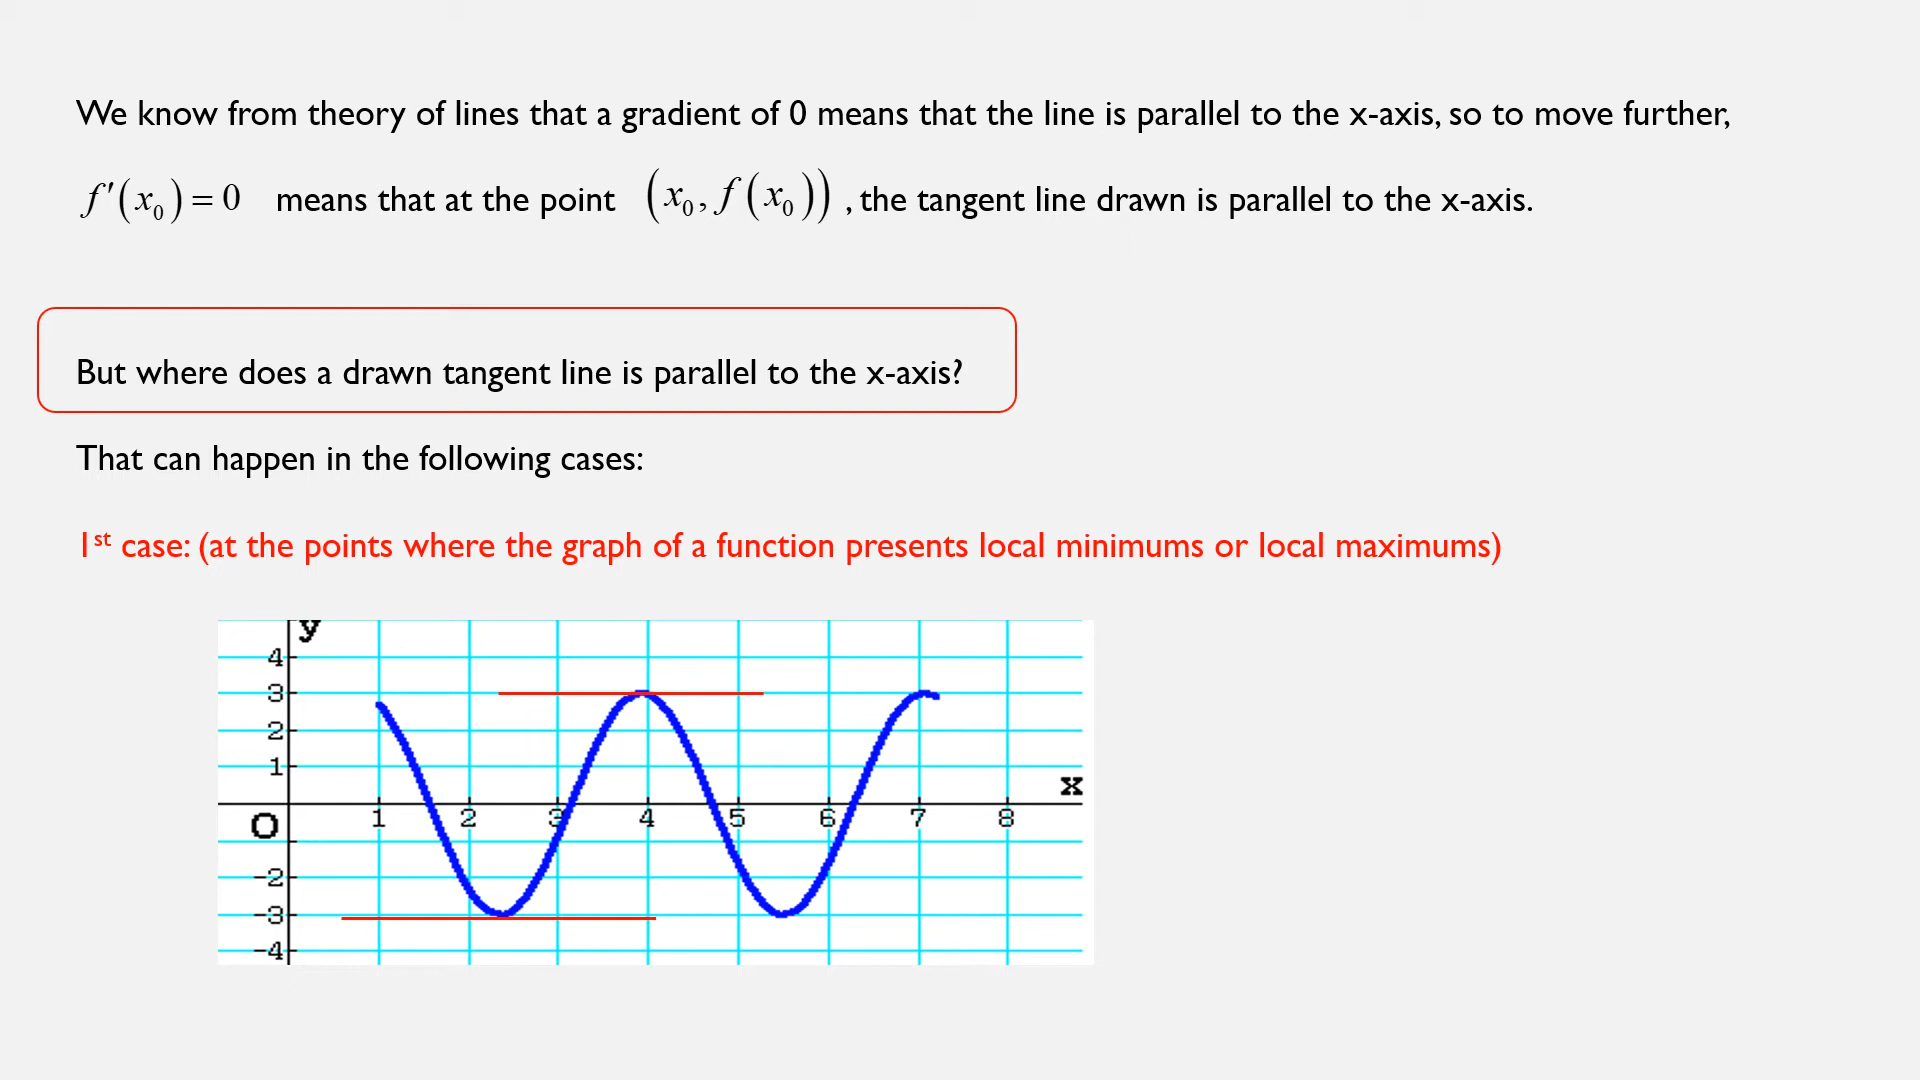 We know from theory of lines that a gradient of 0 means that the line is parallel to the x-axis, so to move further,
f′(x₀) = 0 means that at the point (x₀, f(x₀)) , the tangent line drawn is parallel to the x-axis.
But where does a drawn tangent line is parallel to the x-axis?
That can happen in the following cases:
1st case: (at the points where the graph of a function presents local minimums or local maximums)
y
4
3
2
1
x
O 1 2 3 4 5 6 7 8
-2
-3
-4